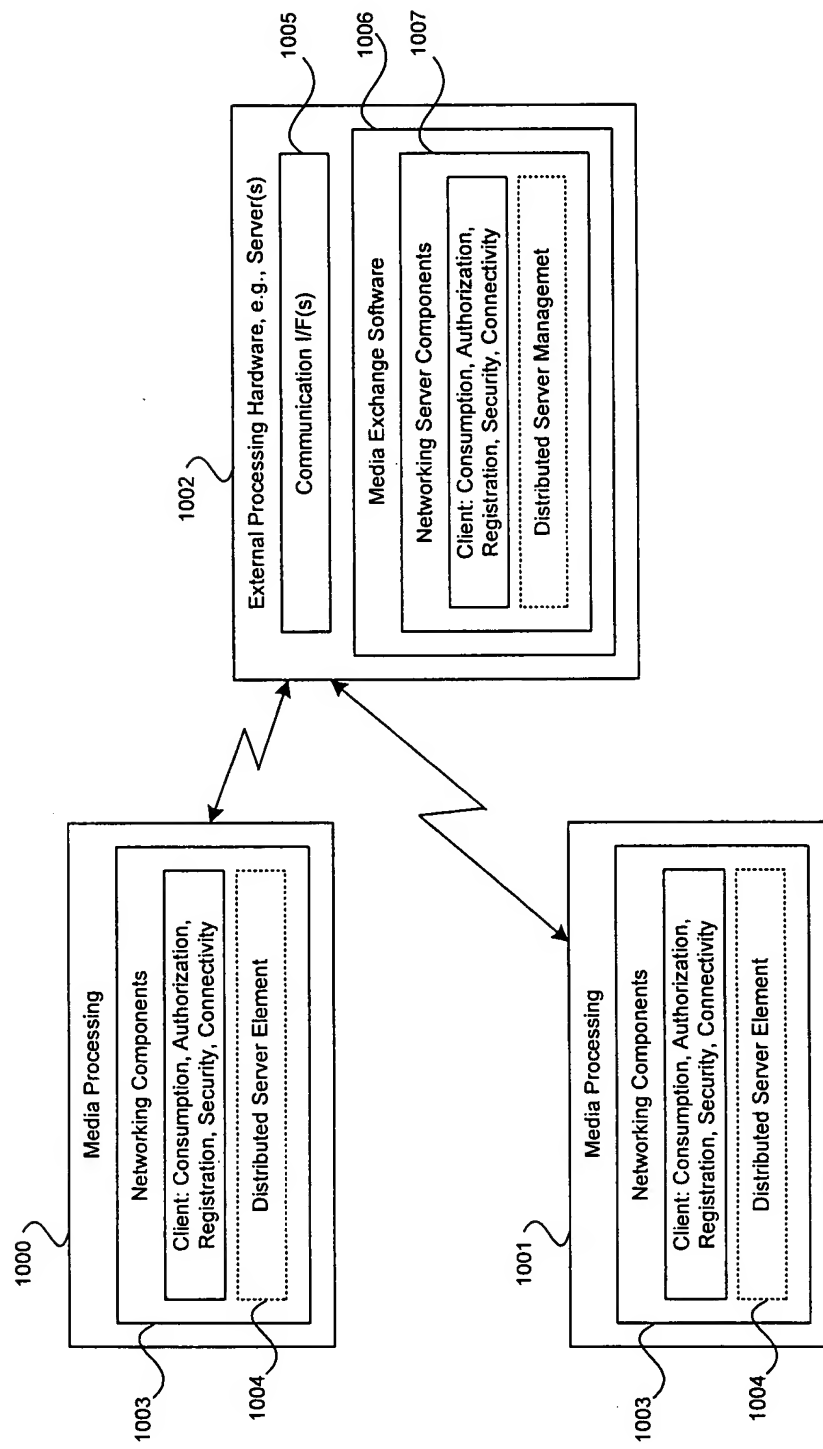 1000
Media Processing
Networking Components
Client: Consumption, Authorization,
Registration, Security, Connectivity
Distributed Server Element
1003
1004
1001
Media Processing
Networking Components
Client: Consumption, Authorization,
Registration, Security, Connectivity
Distributed Server Element
1003
1004
1002
External Processing Hardware, e.g., Server(s)
1005
Communication I/F(s)
1006
Media Exchange Software
1007
Networking Server Components
Client: Consumption, Authorization,
Registration, Security, Connectivity
Distributed Server Managemet